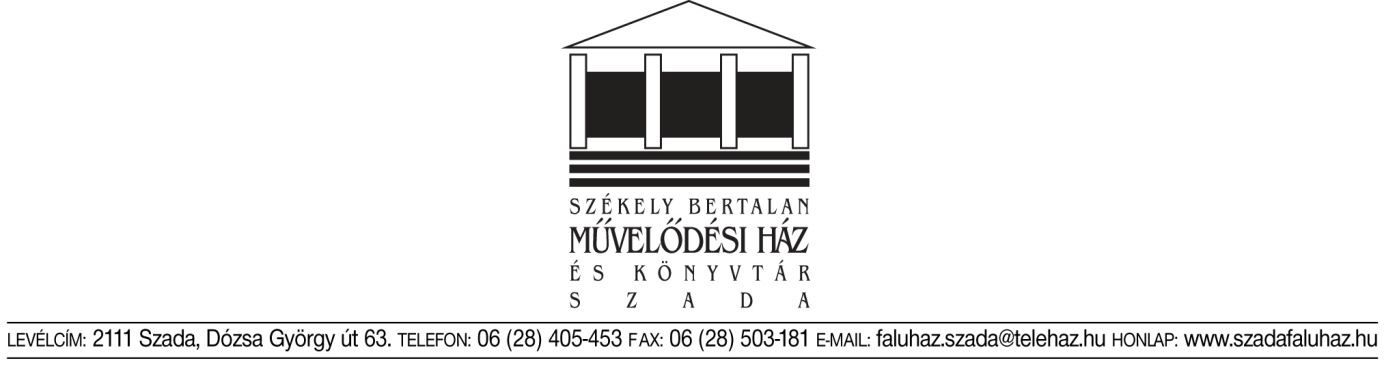 SZÉKELY BERTALAN
MŰVELŐDÉSI HÁZ
ÉS KÖNYVTÁR
SZADA
LEVÉLCÍM: 2111 Szada, Dózsa György út 63. TELEFON: 06 (28) 405-453 FAX: 06 (28) 503-181 E-MAIL: faluhaz.szada@telehaz.hu HONLAP: www.szadafaluhaz.hu